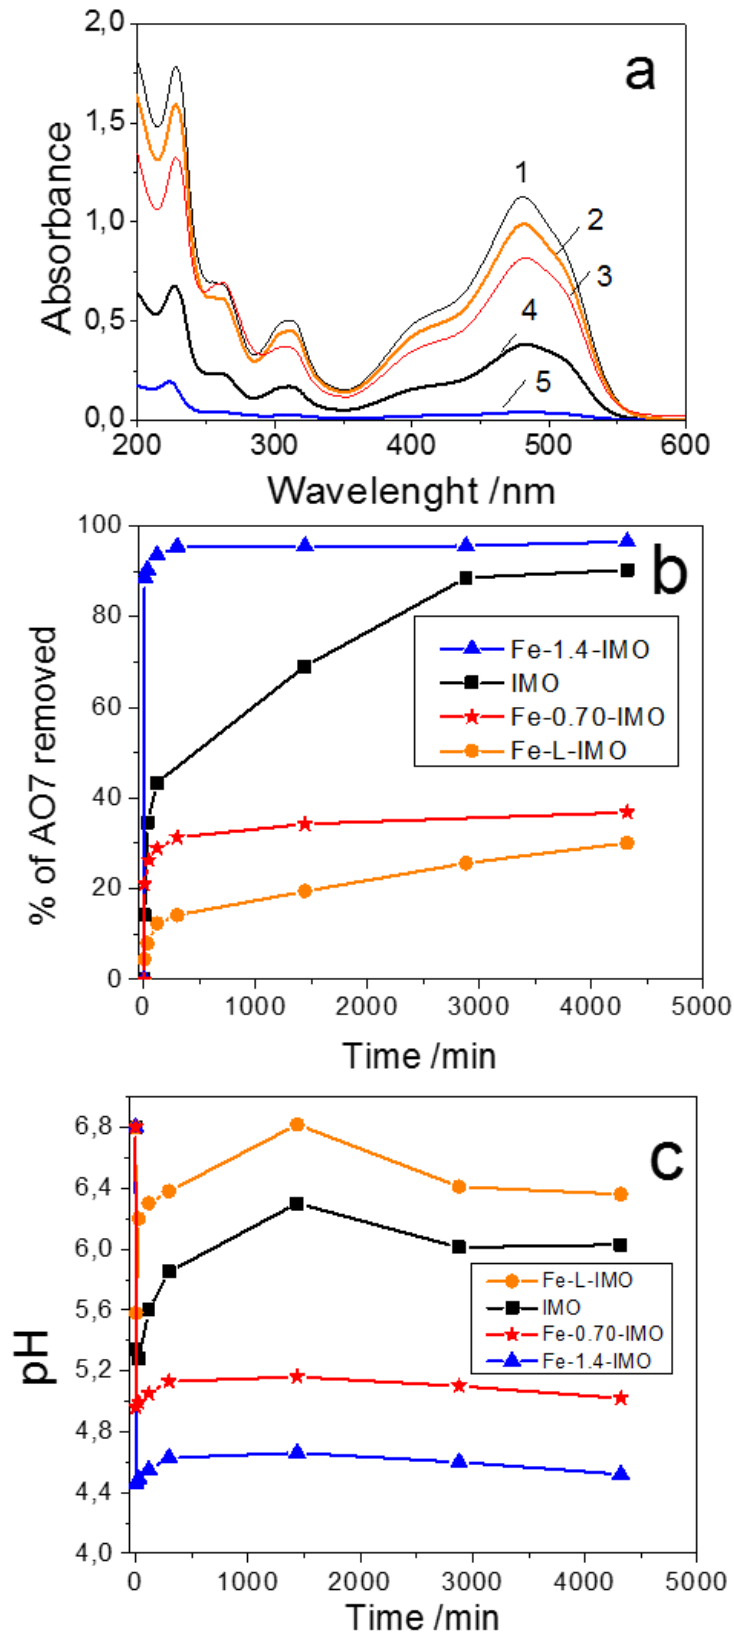 a
2,0
1,5
1,0
0,5
0,0
Absorbance
1
2
3
4
5
200
300
400
500
600
Wavelenght /nm
b
100
80
60
40
20
0
% of AO7 removed
Fe-1.4-IMO
IMO
Fe-0.70-IMO
Fe-L-IMO
0
1000
2000
3000
4000
5000
Time /min
c
6,8
6,4
6,0
5,6
5,2
4,8
4,4
4,0
pH
Fe-L-IMO
IMO
Fe-0.70-IMO
Fe-1.4-IMO
0
1000
2000
3000
4000
5000
Time /min